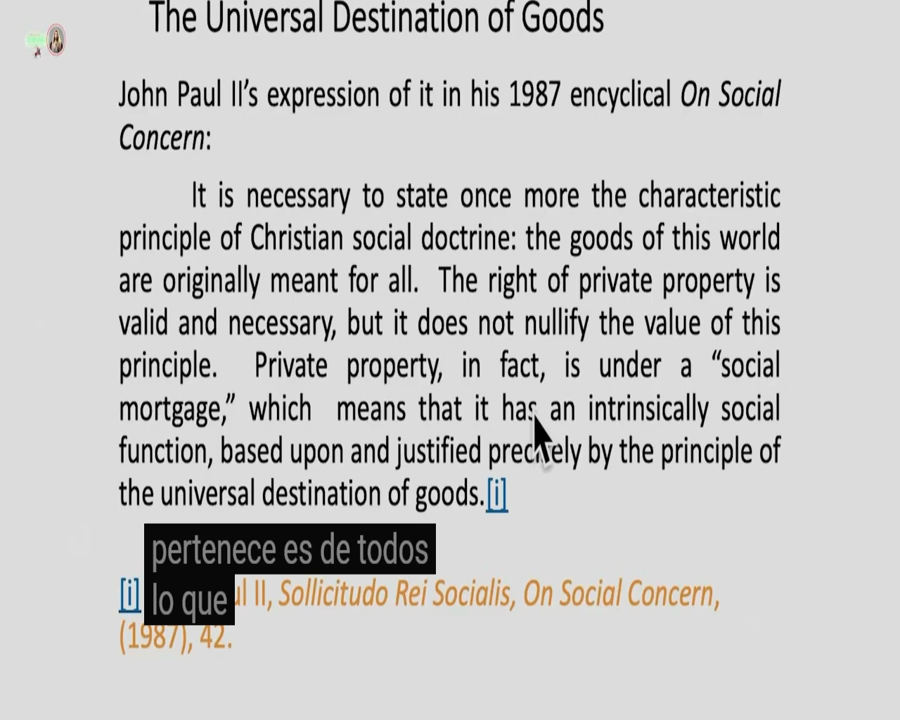 The Universal Destination of Goods
John Paul II’s expression of it in his 1987 encyclical On Social
Concern:
It is necessary to state once more the characteristic
principle of Christian social doctrine: the goods of this world
are originally meant for all. The right of private property is
valid and necessary, but it does not nullify the value of this
principle. Private property, in fact, is under a “social
mortgage,” which means that it has an intrinsically social
function, based upon and justified precisely by the principle of
the universal destination of goods.[i]
pertenece es de todos
lo que
[i] II, Sollicitudo Rei Socialis, On Social Concern,
(1987), 42.